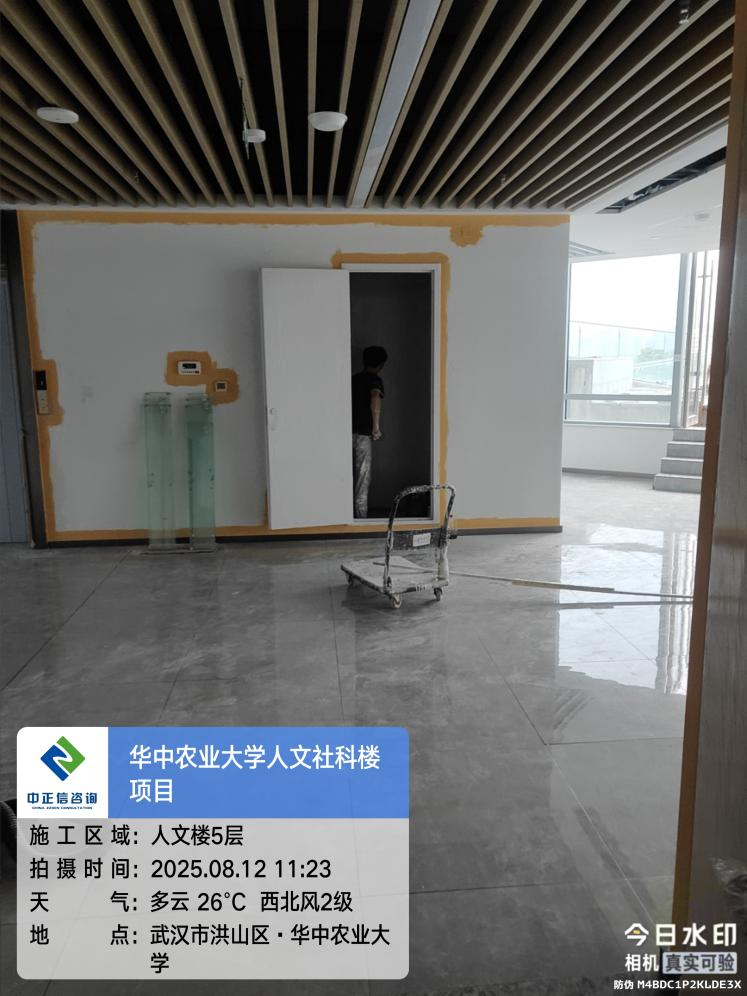 中正信咨询
CHINA ZZXIN CONSULTATION
华中农业大学人文社科楼
项目
施工区域：人文楼5层
拍摄时间：2025.08.12 11:23
天气：多云 26°C 西北风2级
地点：武汉市洪山区·华中农业大
学
今日水印
相机 真实可验
防伪 M4BDC1P2KLDE3X